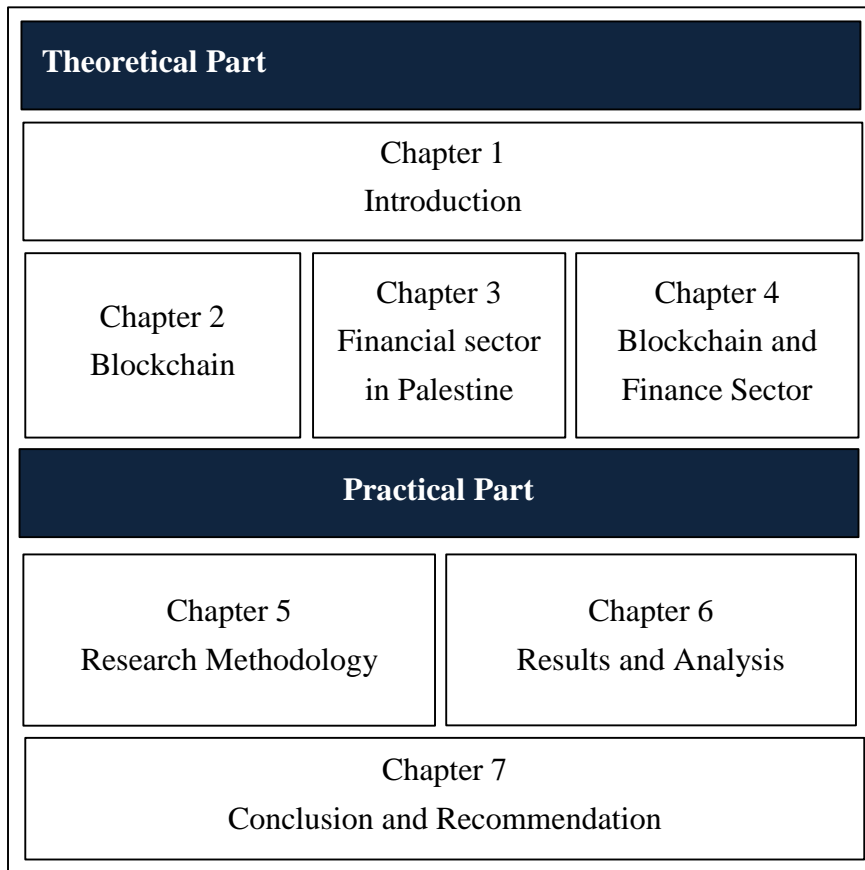 Theoretical Part
Chapter 1
Introduction
Chapter 2
Blockchain
Chapter 3
Financial sector
in Palestine
Chapter 4
Blockchain and
Finance Sector
Practical Part
Chapter 5
Research Methodology
Chapter 6
Results and Analysis
Chapter 7
Conclusion and Recommendation